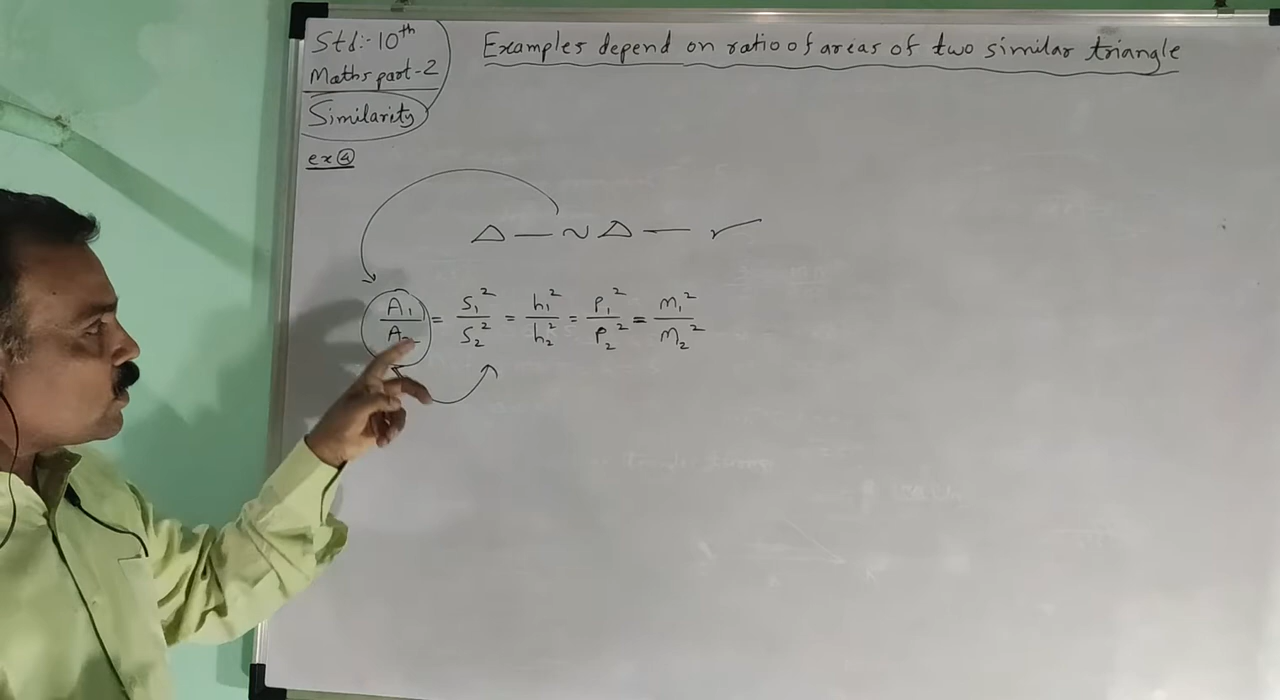 Std:- 10th
Maths part-2
Similarity
Examples depend on ratio of areas of two similar triangle
ex ④
△ — ~ △ — ✓
A₁/A₂ = S₁²/S₂² = h₁²/h₂² = P₁²/P₂² = m₁²/m₂²